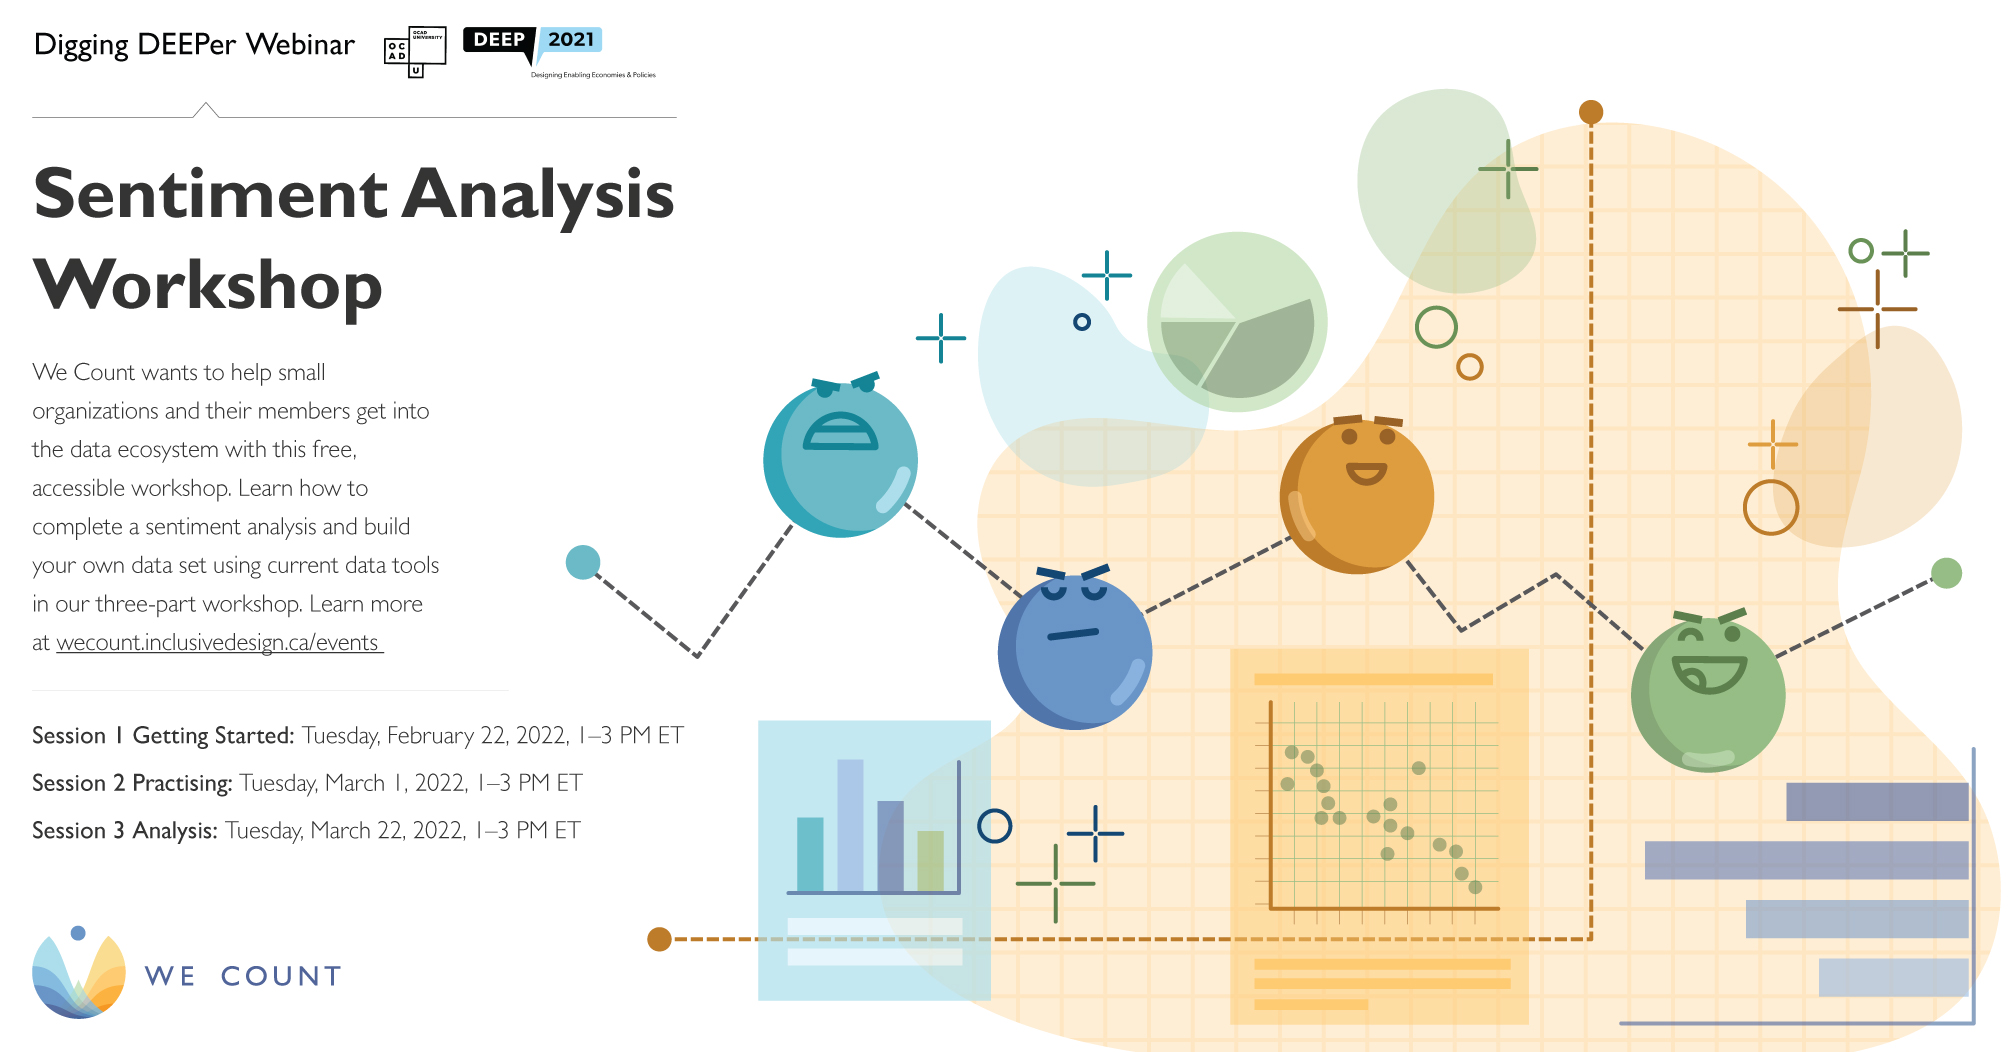 Digging DEEPer Webinar
OC
AD
U
OCAD
UNIVERSITY
DEEP 2021
Designing Enabling Economies & Policies
Sentiment Analysis
Workshop
We Count wants to help small
organizations and their members get into
the data ecosystem with this free,
accessible workshop. Learn how to
complete a sentiment analysis and build
your own data set using current data tools
in our three-part workshop. Learn more
at wecount.inclusivedesign.ca/events
Session 1 Getting Started: Tuesday, February 22, 2022, 1–3 PM ET
Session 2 Practising: Tuesday, March 1, 2022, 1–3 PM ET
Session 3 Analysis: Tuesday, March 22, 2022, 1–3 PM ET
WE COUNT